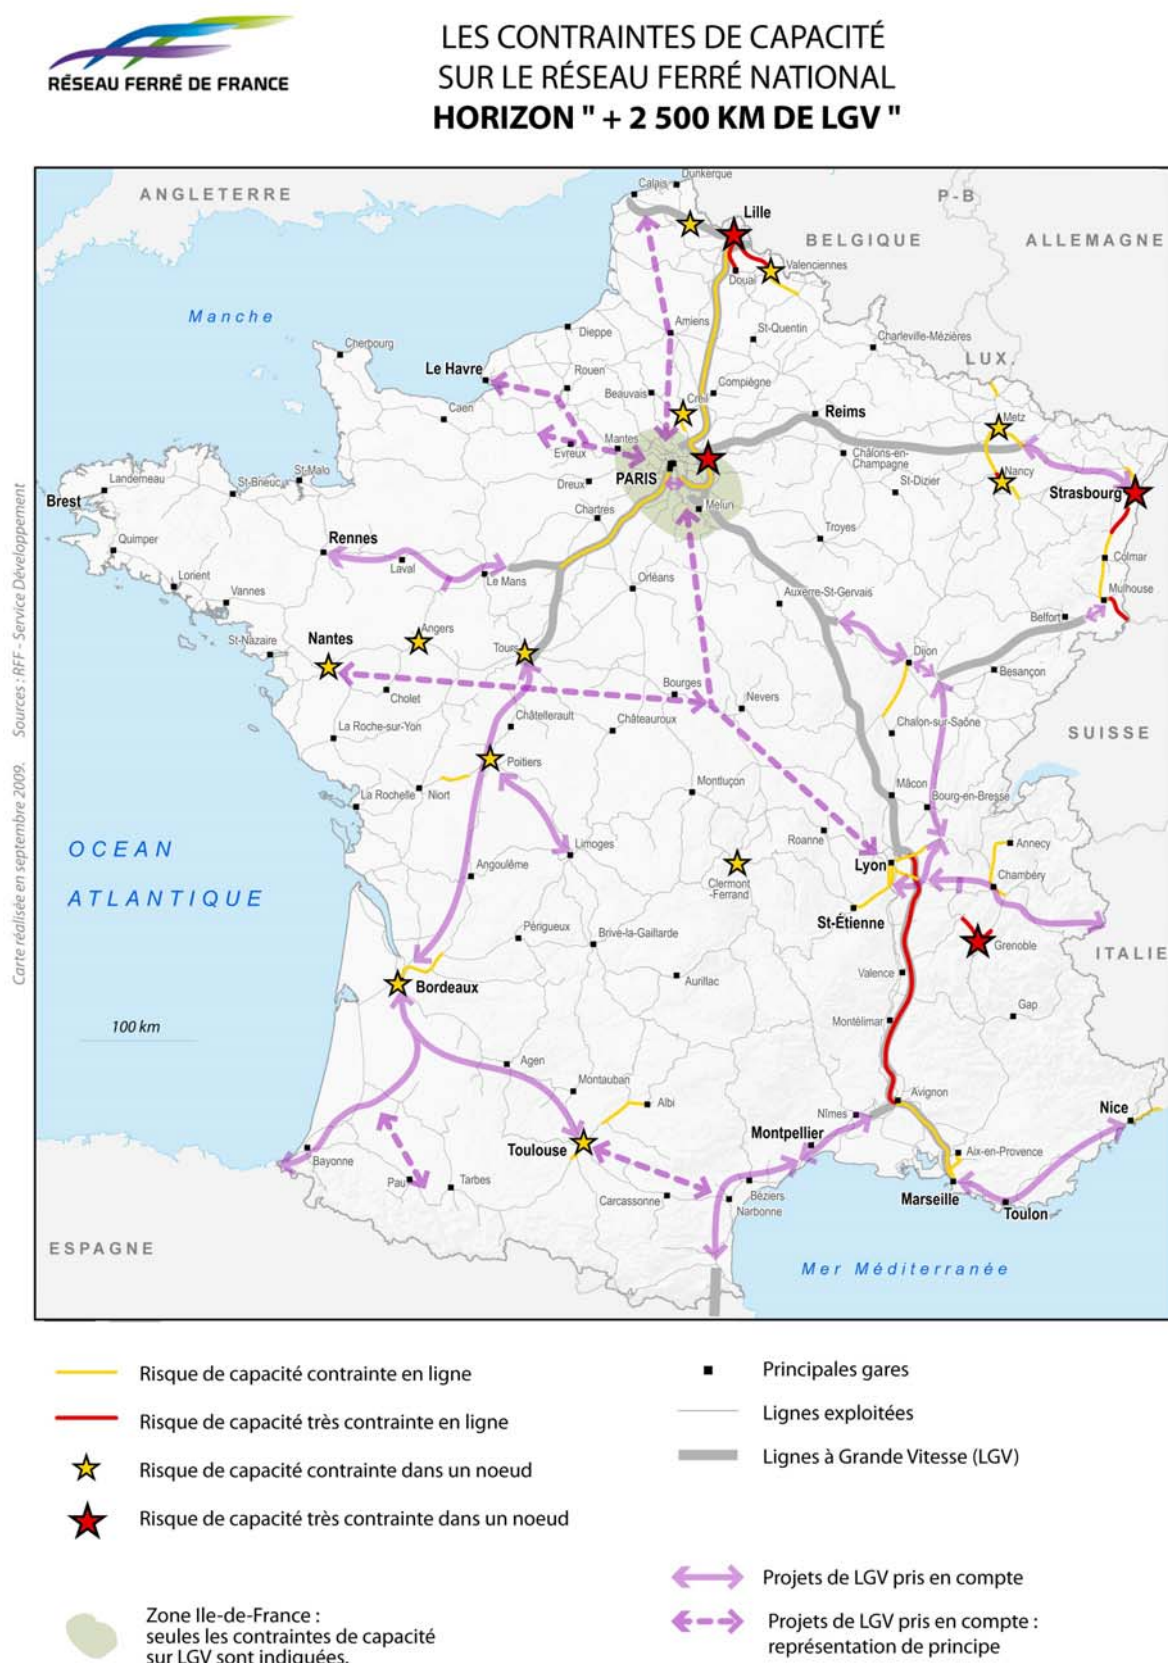 RÉSEAU FERRÉ DE FRANCE
LES CONTRAINTES DE CAPACITÉ
SUR LE RÉSEAU FERRÉ NATIONAL
HORIZON " + 2 500 KM DE LGV "
Carte réalisée en septembre 2009. Sources : RFF - Service Développement
ANGLETERRE
Calais
Dunkerque
P-B
Lille
BELGIQUE
ALLEMAGNE
Valenciennes
Douai
Manche
Amiens
St-Quentin
Charleville-Mézières
Dieppe
Cherbourg
LUX.
Le Havre
Rouen
Beauvais
Compiègne
Creil
Caen
Reims
Metz
Mantes
Evreux
Châlons-en-
Champagne
PARIS
St-Malo
Landerneau
St-Brieuc
Dreux
St-Dizier
Nancy
Strasbourg
Brest
Chartres
Melun
Troyes
Quimper
Rennes
Laval
Le Mans
Colmar
Lorient
Vannes
Orléans
Auxerre-St-Gervais
Mulhouse
Belfort
Angers
St-Nazaire
Nantes
Tours
Dijon
Besançon
Cholet
Bourges
Nevers
La Roche-sur-Yon
Châtellerault
Châteauroux
Chalon-sur-Saône
SUISSE
Poitiers
Montluçon
Mâcon
La Rochelle
Niort
Bourg-en-Bresse
Roanne
OCEAN
ATLANTIQUE
Limoges
Annecy
Lyon
Angoulême
Clermont
-Ferrand
Chambéry
St-Étienne
Périgueux
Brive-la-Gaillarde
Grenoble
ITALIE
Valence
Aurillac
Bordeaux
Gap
100 km
Montélimar
Agen
Montauban
Albi
Avignon
Nîmes
Nice
Toulouse
Montpellier
Bayonne
Aix-en-Provence
Pau
Tarbes
Carcassonne
Béziers
Narbonne
Marseille
Toulon
ESPAGNE
Mer Méditerranée
Risque de capacité contrainte en ligne
Risque de capacité très contrainte en ligne
Risque de capacité contrainte dans un noeud
Risque de capacité très contrainte dans un noeud
Zone Ile-de-France :
seules les contraintes de capacité
sur LGV sont indiquées.
Principales gares
Lignes exploitées
Lignes à Grande Vitesse (LGV)
Projets de LGV pris en compte
Projets de LGV pris en compte :
représentation de principe